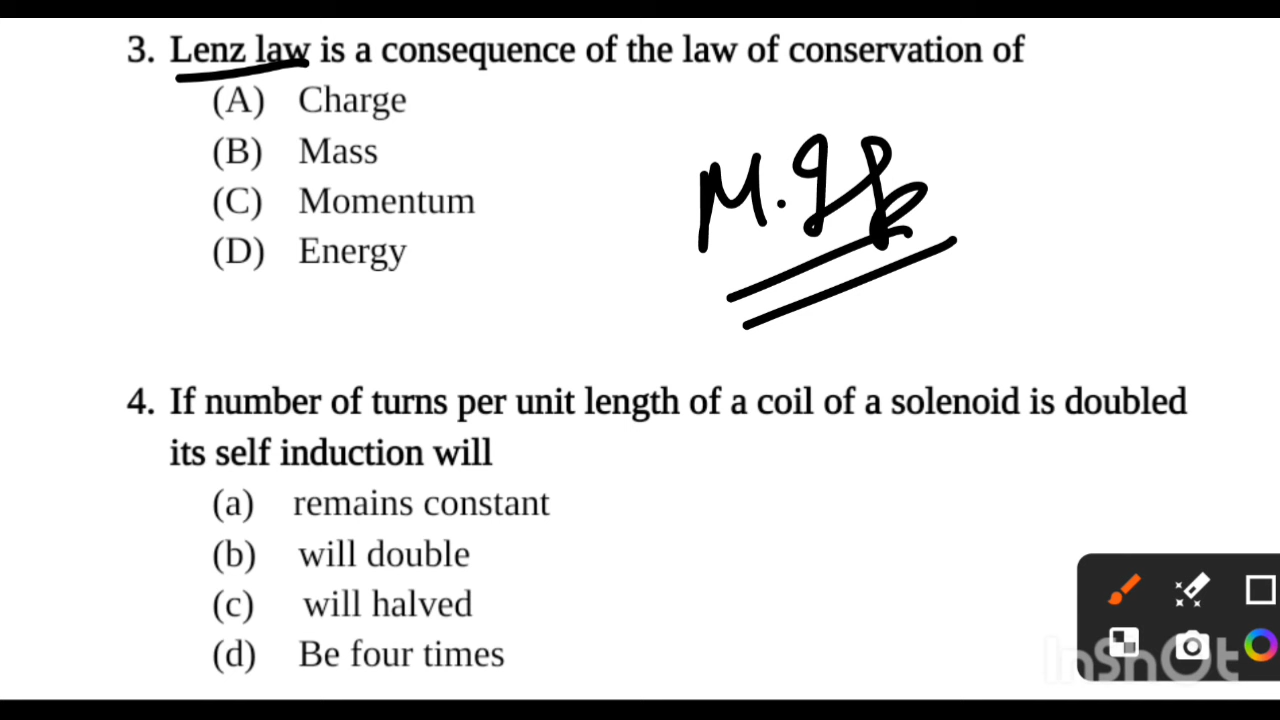 3. Lenz law is a consequence of the law of conservation of
(A) Charge
(B) Mass
(C) Momentum
(D) Energy
4. If number of turns per unit length of a coil of a solenoid is doubled
its self induction will
(a) remains constant
(b) will double
(c) will halved
(d) Be four times
InShOt